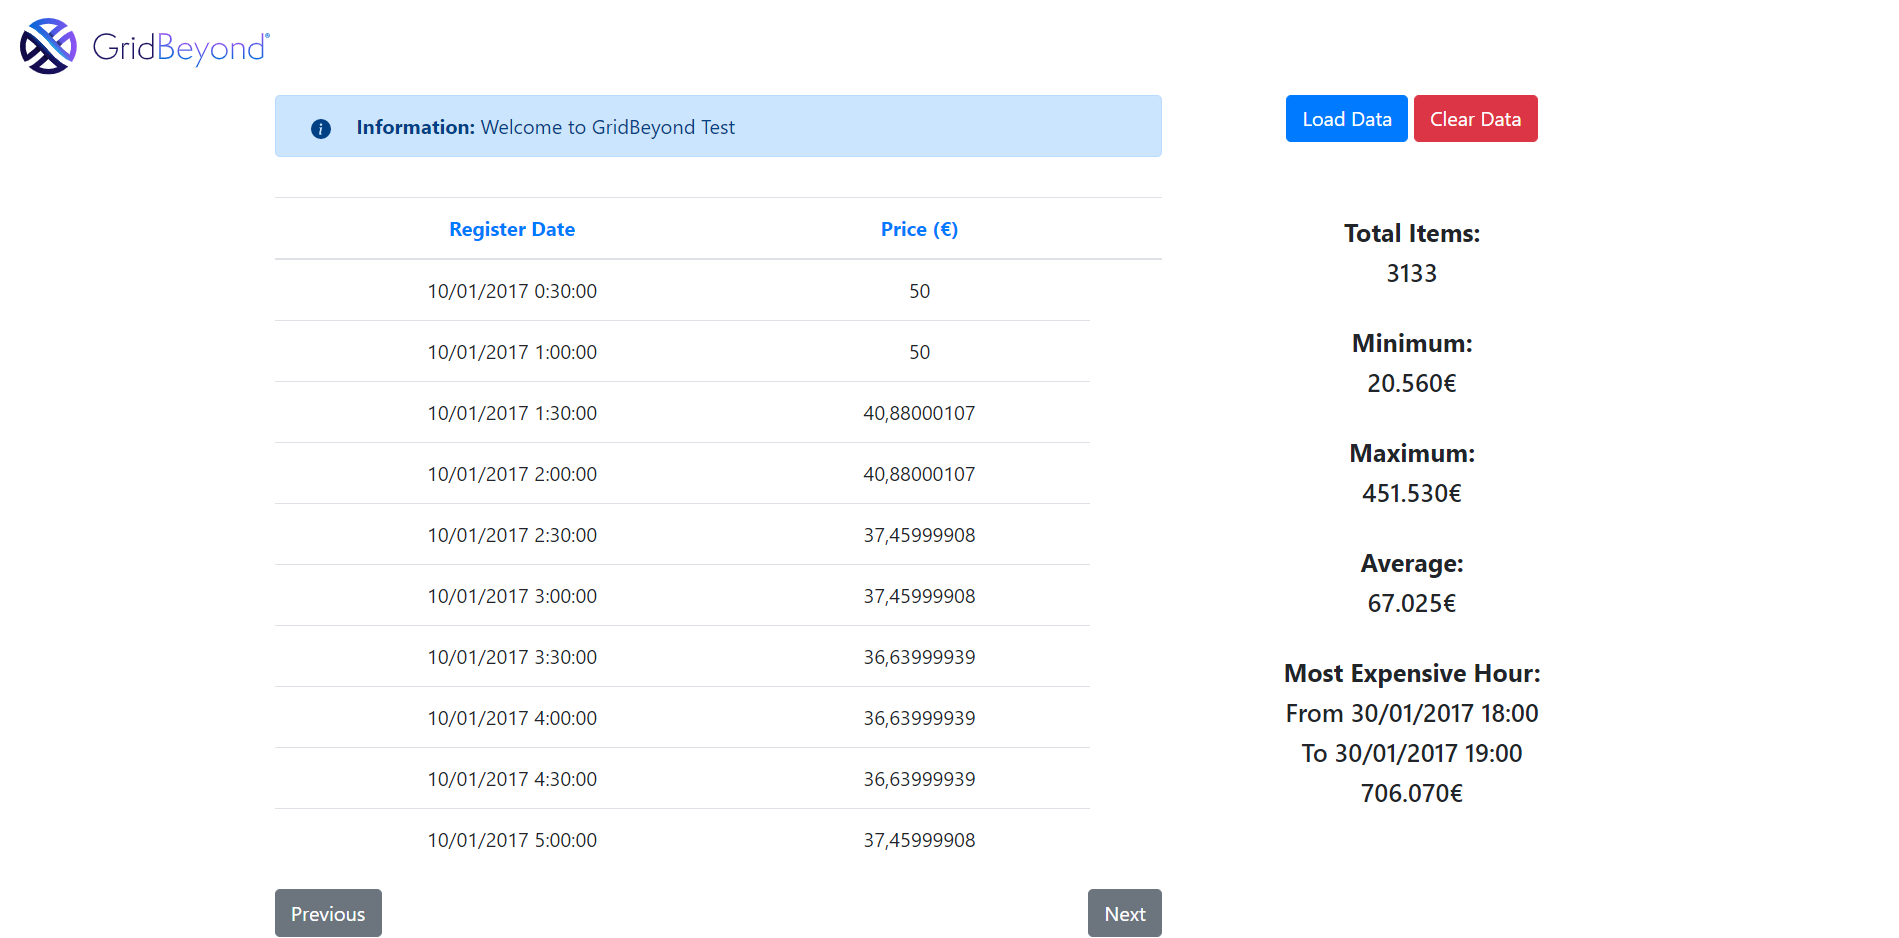 GridBeyond®
Information: Welcome to GridBeyond Test
Load Data
Clear Data
Register Date Price (€)
10/01/2017 0:30:00 50
10/01/2017 1:00:00 50
10/01/2017 1:30:00 40,88000107
10/01/2017 2:00:00 40,88000107
10/01/2017 2:30:00 37,45999908
10/01/2017 3:00:00 37,45999908
10/01/2017 3:30:00 36,63999939
10/01/2017 4:00:00 36,63999939
10/01/2017 4:30:00 36,63999939
10/01/2017 5:00:00 37,45999908
Previous
Next
Total Items:
3133
Minimum:
20.560€
Maximum:
451.530€
Average:
67.025€
Most Expensive Hour:
From 30/01/2017 18:00
To 30/01/2017 19:00
706.070€